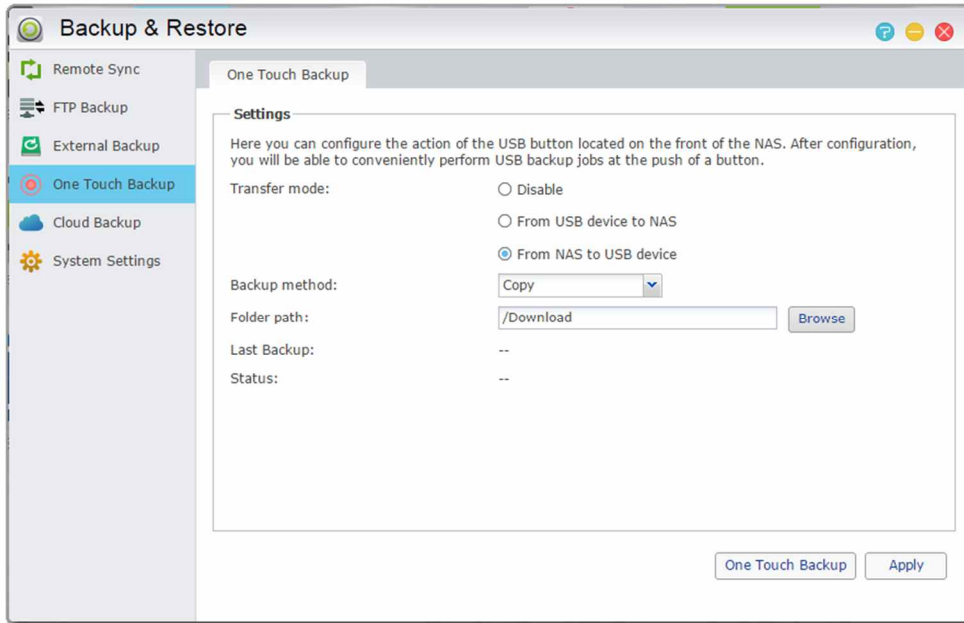 Backup & Restore
Remote Sync
FTP Backup
External Backup
One Touch Backup
Cloud Backup
System Settings
One Touch Backup
Settings
Here you can configure the action of the USB button located on the front of the NAS. After configuration,
you will be able to conveniently perform USB backup jobs at the push of a button.
Transfer mode:
Disable
From USB device to NAS
From NAS to USB device
Backup method:
Copy
Folder path:
/Download
Browse
Last Backup:
--
Status:
--
One Touch Backup
Apply